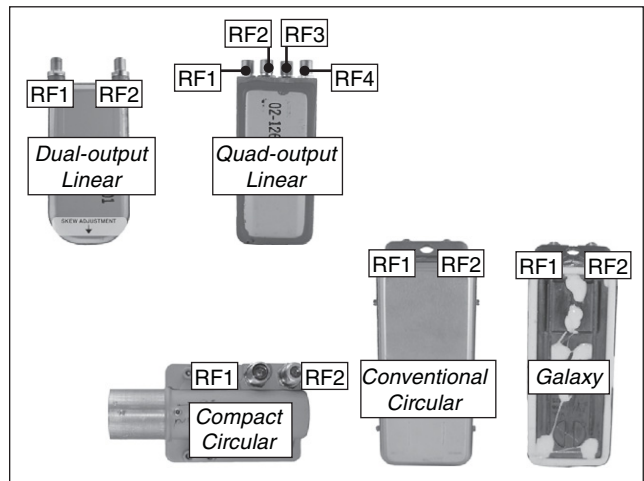 RF2
RF3
RF1
RF4
RF1
RF2
Dual-output
Linear
02-126
Quad-output
Linear
SKEW ADJUSTMENT
RF1
RF2
RF1
RF2
RF1
RF2
Conventional
Circular
Galaxy
Compact
Circular